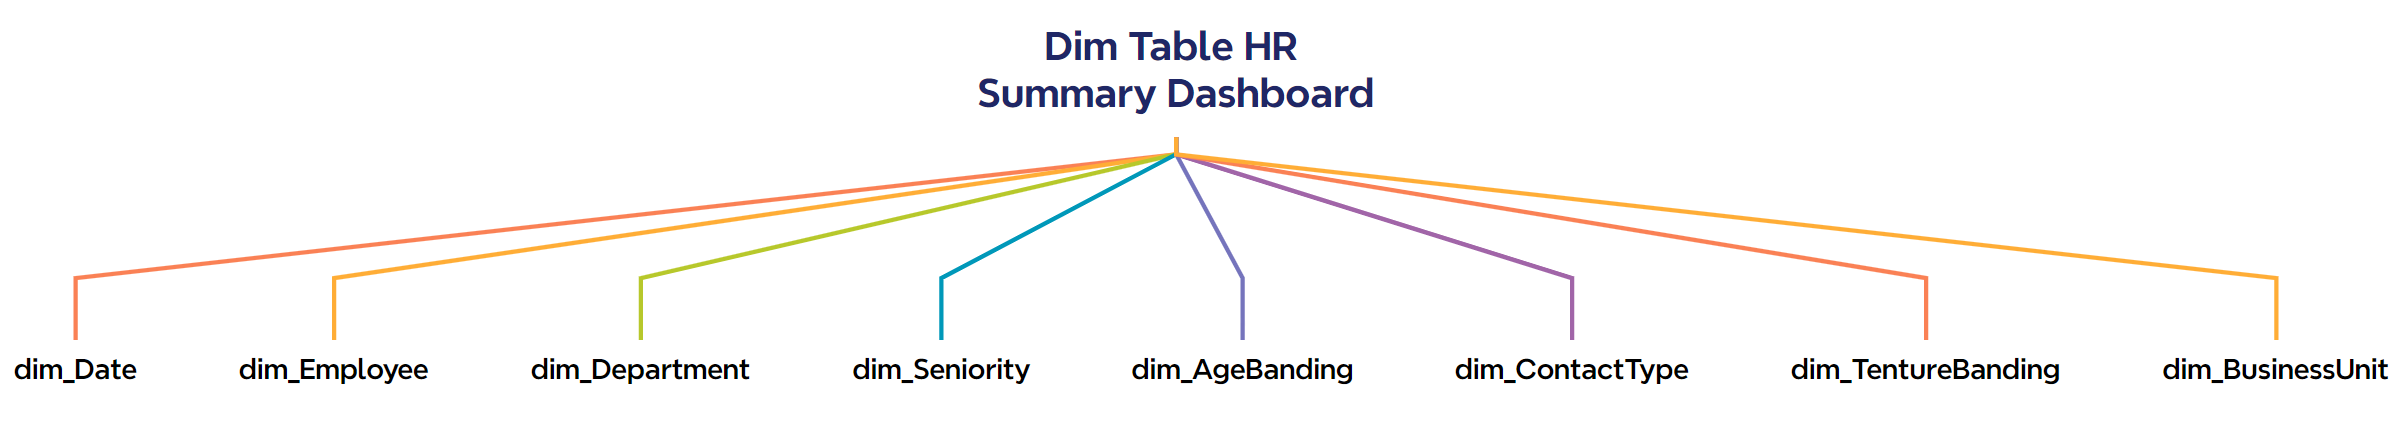 Dim Table HR
Summary Dashboard
dim_Date
dim_Employee
dim_Department
dim_Seniority
dim_AgeBanding
dim_ContactType
dim_TentureBanding
dim_BusinessUnit